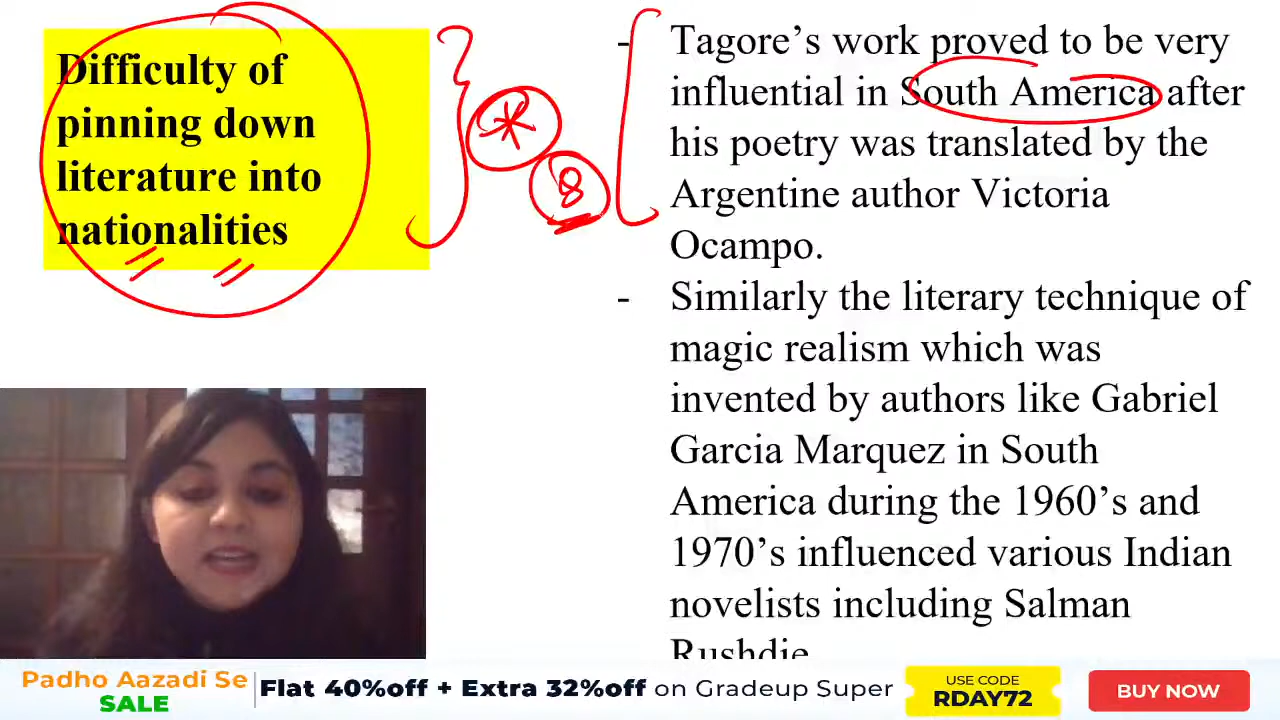 Difficulty of
pinning down
literature into
nationalities
*
8
- Tagore's work proved to be very
influential in South America after
his poetry was translated by the
Argentine author Victoria
Ocampo.
- Similarly the literary technique of
magic realism which was
invented by authors like Gabriel
Garcia Marquez in South
America during the 1960's and
1970's influenced various Indian
novelists including Salman
Rushdie
Padho Aazadi Se
SALE
Flat 40%off + Extra 32%off on Gradeup Super
USE CODE
RDAY72
BUY NOW